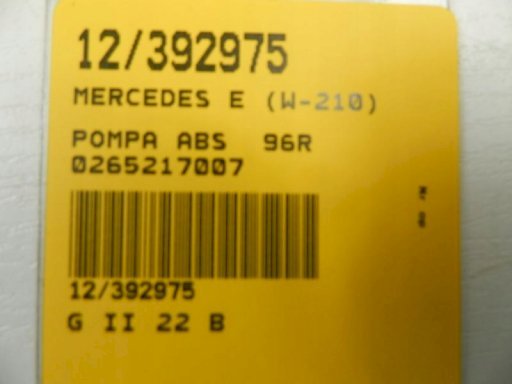 12/392975
MERCEDES E (W-210)
POMPA ABS 96R
0265217007
12/392975
G II 22 B